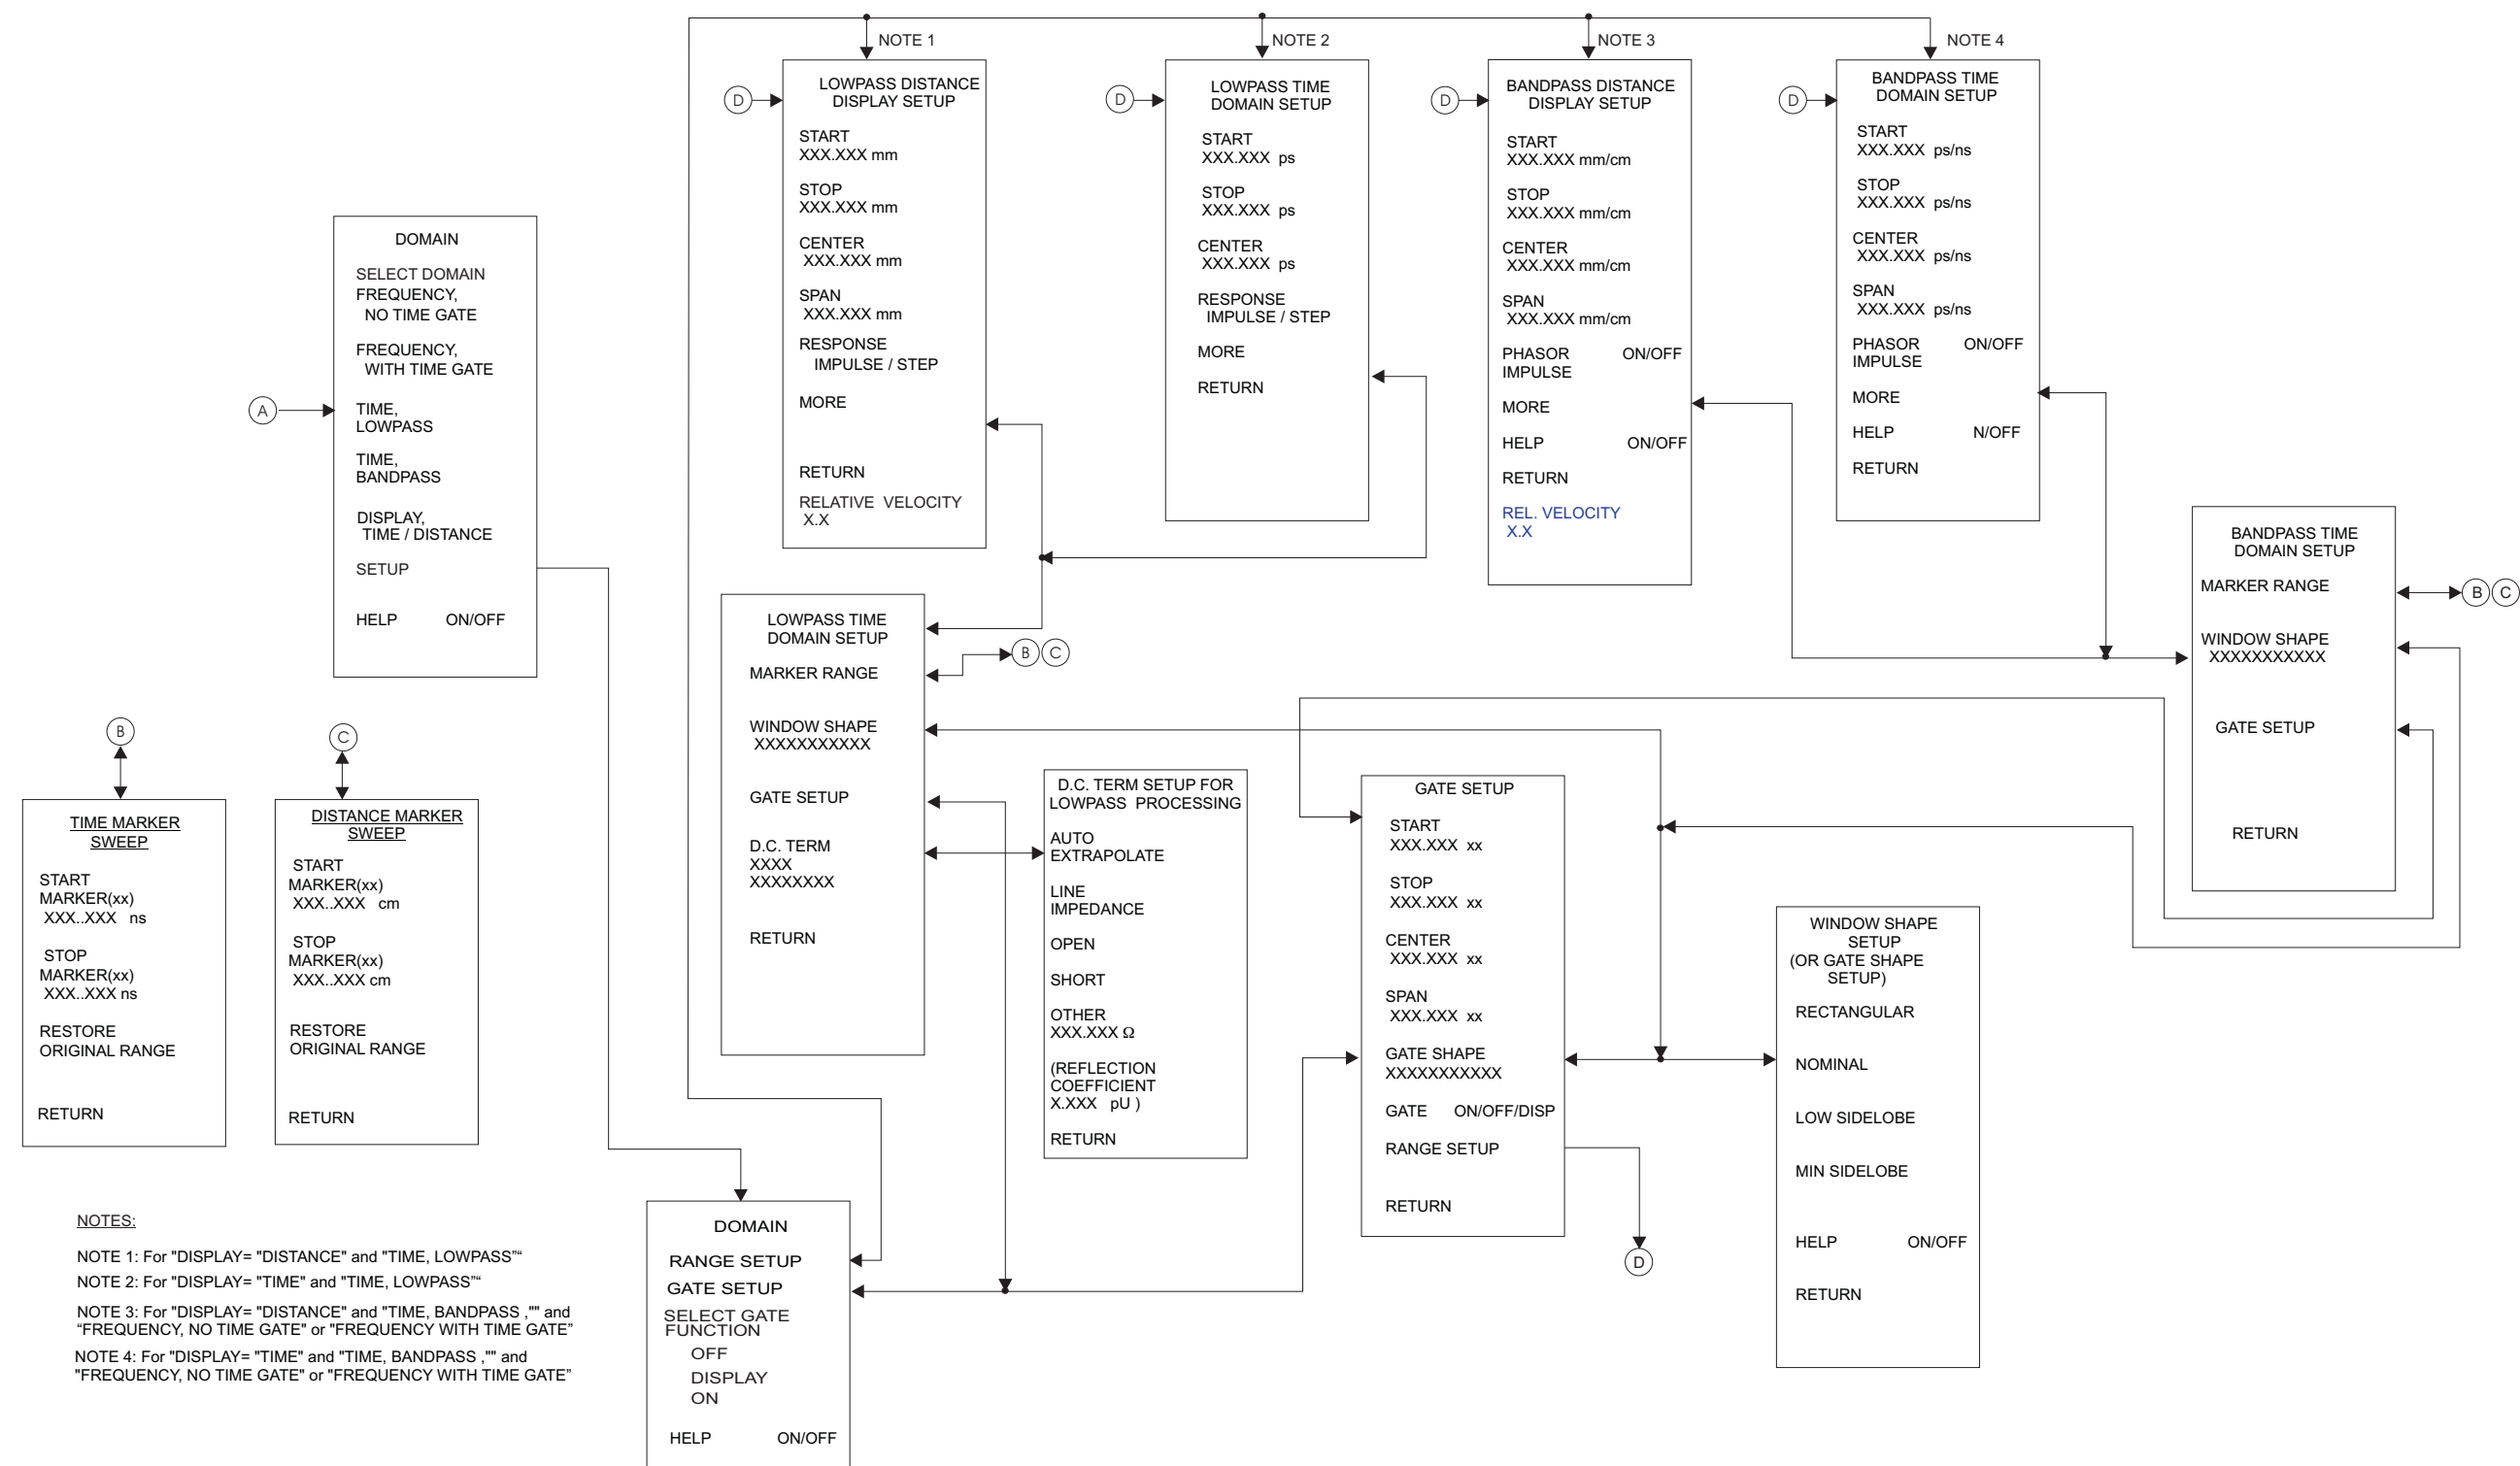 NOTE 1
NOTE 2
NOTE 3
NOTE 4
D
LOWPASS DISTANCE
DISPLAY SETUP
START
XXX.XXX mm
STOP
XXX.XXX mm
CENTER
XXX.XXX mm
SPAN
XXX.XXX mm
RESPONSE
IMPULSE / STEP
MORE
RETURN
RELATIVE VELOCITY
X.X
D
LOWPASS TIME
DOMAIN SETUP
START
XXX.XXX ps
STOP
XXX.XXX ps
CENTER
XXX.XXX ps
RESPONSE
IMPULSE / STEP
MORE
RETURN
D
BANDPASS DISTANCE
DISPLAY SETUP
START
XXX.XXX mm/cm
STOP
XXX.XXX mm/cm
CENTER
XXX.XXX mm/cm
SPAN
XXX.XXX mm/cm
PHASOR ON/OFF
IMPULSE
MORE
HELP ON/OFF
RETURN
REL. VELOCITY
X.X
D
BANDPASS TIME
DOMAIN SETUP
START
XXX.XXX ps/ns
STOP
XXX.XXX ps/ns
CENTER
XXX.XXX ps/ns
SPAN
XXX.XXX ps/ns
PHASOR ON/OFF
IMPULSE
MORE
HELP N/OFF
RETURN
A
DOMAIN
SELECT DOMAIN
FREQUENCY,
NO TIME GATE
FREQUENCY,
WITH TIME GATE
TIME,
LOWPASS
TIME,
BANDPASS
DISPLAY,
TIME / DISTANCE
SETUP
HELP ON/OFF
BANDPASS TIME
DOMAIN SETUP
MARKER RANGE
B C
WINDOW SHAPE
XXXXXXXXXXX
GATE SETUP
RETURN
LOWPASS TIME
DOMAIN SETUP
MARKER RANGE
B C
WINDOW SHAPE
XXXXXXXXXXX
GATE SETUP
D.C. TERM
XXXX
XXXXXXXX
RETURN
B
TIME MARKER
SWEEP
START
MARKER(xx)
XXX..XXX ns
STOP
MARKER(xx)
XXX..XXX ns
RESTORE
ORIGINAL RANGE
RETURN
C
DISTANCE MARKER
SWEEP
START
MARKER(xx)
XXX..XXX cm
STOP
MARKER(xx)
XXX..XXX cm
RESTORE
ORIGINAL RANGE
RETURN
D.C. TERM SETUP FOR
LOWPASS PROCESSING
AUTO
EXTRAPOLATE
LINE
IMPEDANCE
OPEN
SHORT
OTHER
XXX.XXX Ω
(REFLECTION
COEFFICIENT
X.XXX pU )
RETURN
GATE SETUP
START
XXX.XXX xx
STOP
XXX.XXX xx
CENTER
XXX.XXX xx
SPAN
XXX.XXX xx
GATE SHAPE
XXXXXXXXXXX
GATE ON/OFF/DISP
RANGE SETUP
RETURN
D
WINDOW SHAPE
SETUP
(OR GATE SHAPE
SETUP)
RECTANGULAR
NOMINAL
LOW SIDELOBE
MIN SIDELOBE
HELP ON/OFF
RETURN
DOMAIN
RANGE SETUP
GATE SETUP
SELECT GATE
FUNCTION
OFF
DISPLAY
ON
HELP ON/OFF
NOTES:
NOTE 1: For "DISPLAY= "DISTANCE" and "TIME, LOWPASS”“
NOTE 2: For "DISPLAY= "TIME" and "TIME, LOWPASS”“
NOTE 3: For "DISPLAY= "DISTANCE" and "TIME, BANDPASS ,"" and
“FREQUENCY, NO TIME GATE" or "FREQUENCY WITH TIME GATE”
NOTE 4: For "DISPLAY= "TIME" and "TIME, BANDPASS ,"" and
"FREQUENCY, NO TIME GATE" or "FREQUENCY WITH TIME GATE”